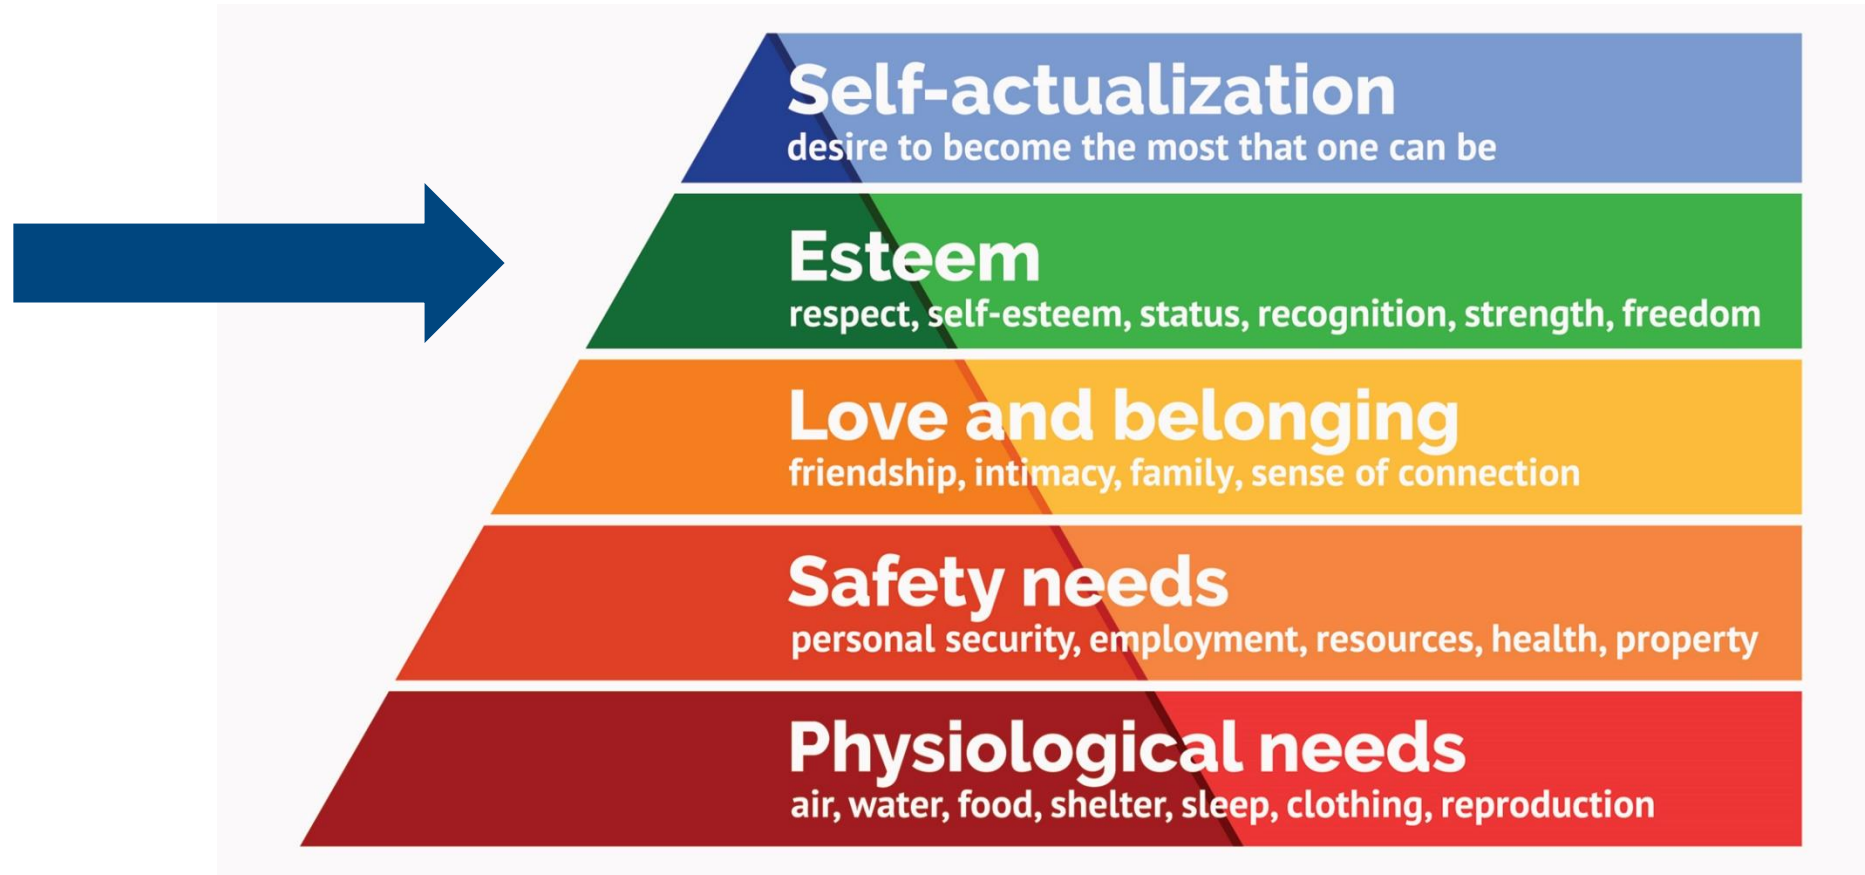 Self-actualization
desire to become the most that one can be
Esteem
respect, self-esteem, status, recognition, strength, freedom
Love and belonging
friendship, intimacy, family, sense of connection
Safety needs
personal security, employment, resources, health, property
Physiological needs
air, water, food, shelter, sleep, clothing, reproduction